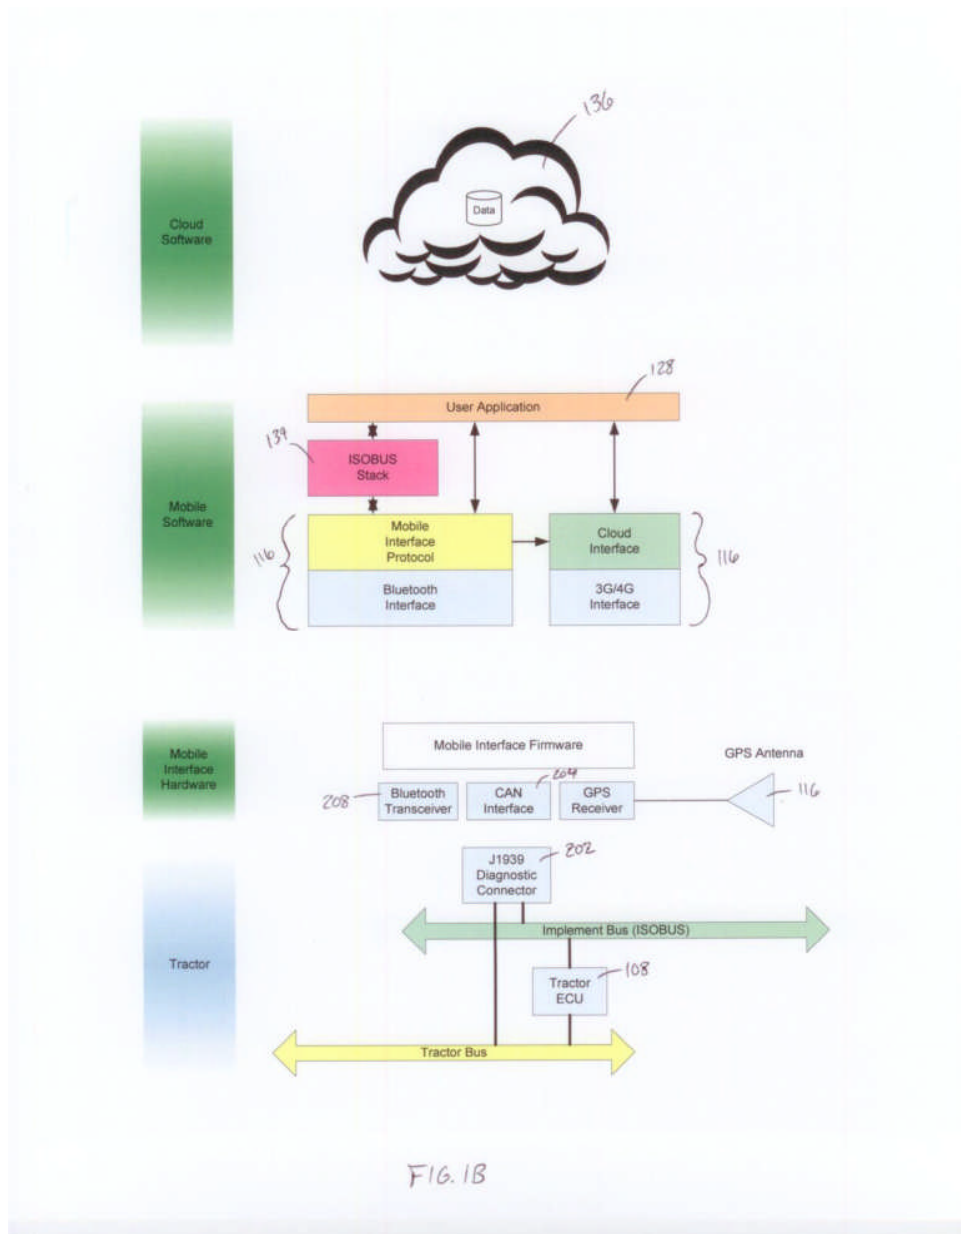 136
Data
Cloud
Software
128
User Application
139
ISOBUS
Stack
Mobile
Software
Mobile
Interface
Protocol
Cloud
Interface
116
116
Bluetooth
Interface
3G/4G
Interface
Mobile Interface Firmware
GPS Antenna
Mobile
Interface
Hardware
208
Bluetooth
Transceiver
204
CAN
Interface
GPS
Receiver
116
J1939
Diagnostic
Connector
202
Implement Bus (ISOBUS)
Tractor
Tractor
ECU
108
Tractor Bus
FIG. 1B